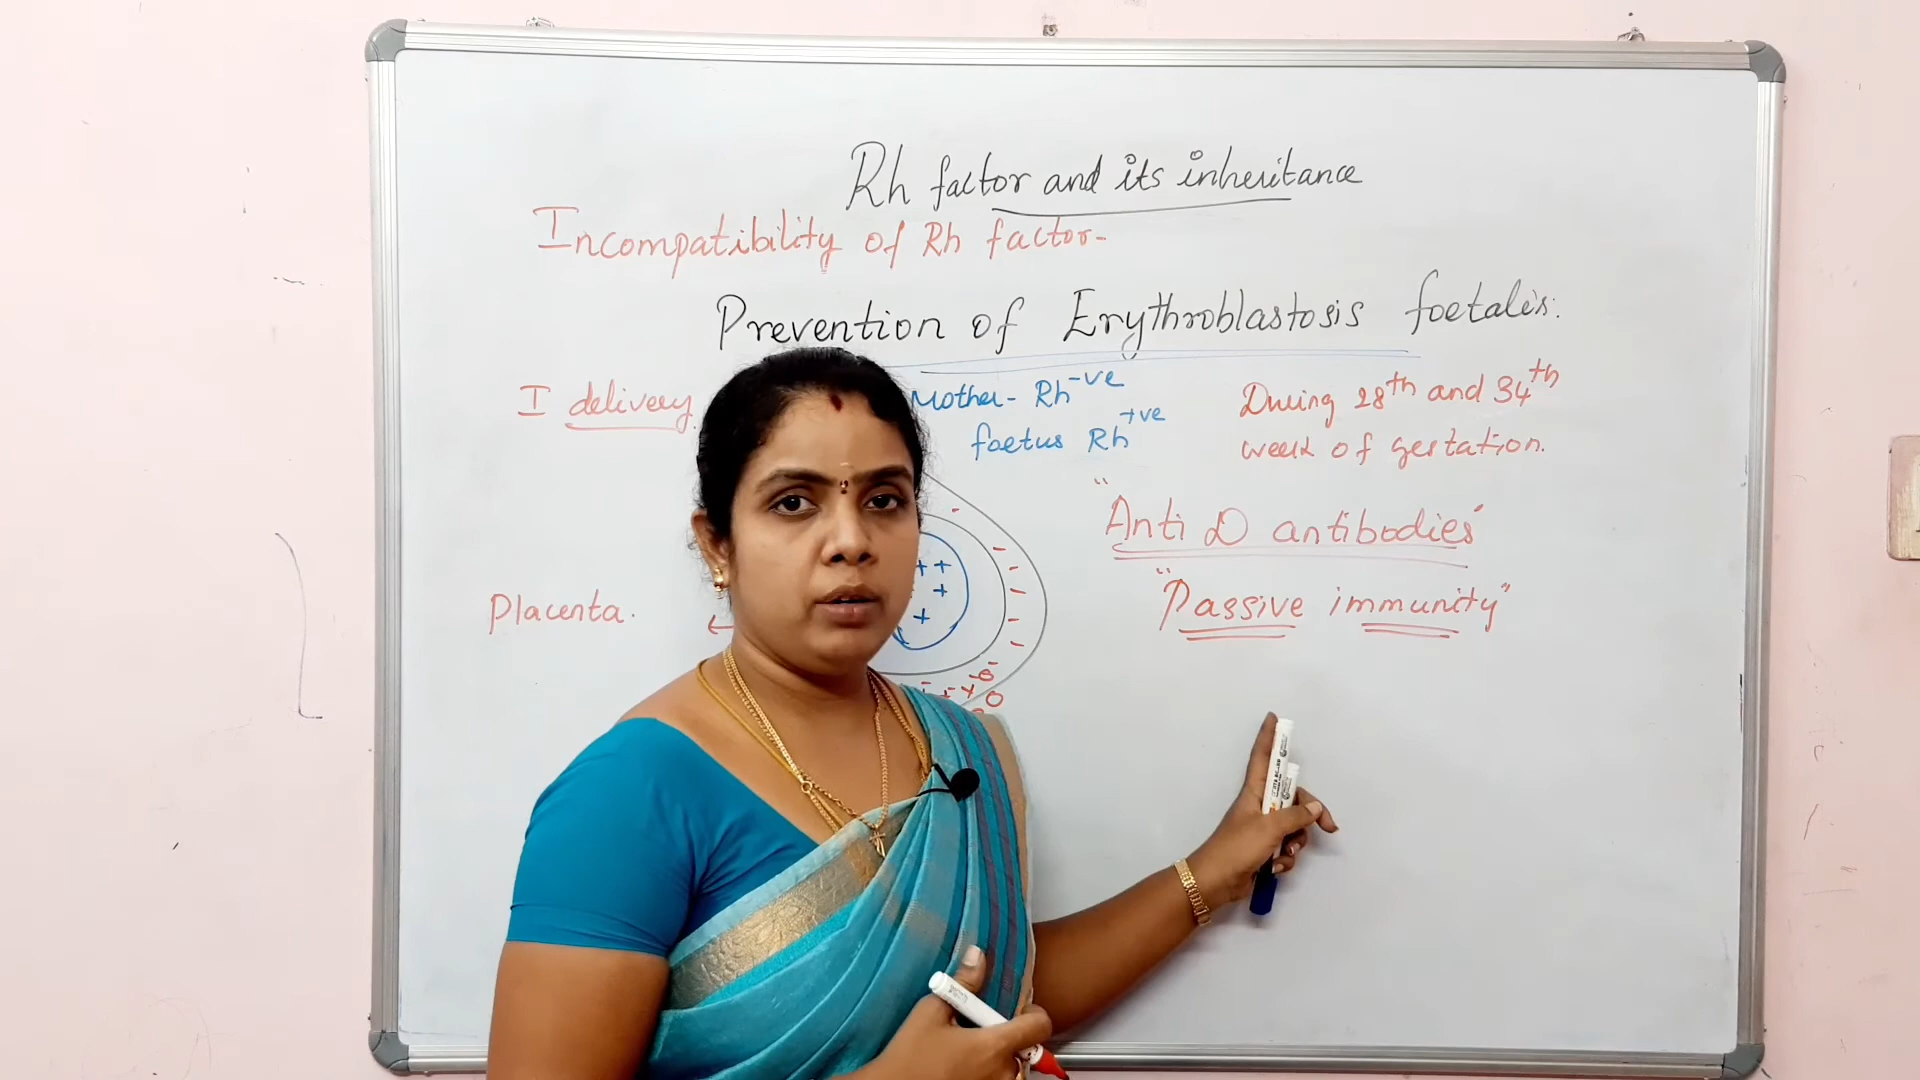 Rh factor and its inheritance
Incompatibility of Rh factor-
Prevention of Erythroblastosis foetalis:
I delivery
Mother- Rh-ve
foetus Rh+ve
During 28th and 34th
week of gestation.
"Anti D antibodies"
"Passive immunity"
Placenta.